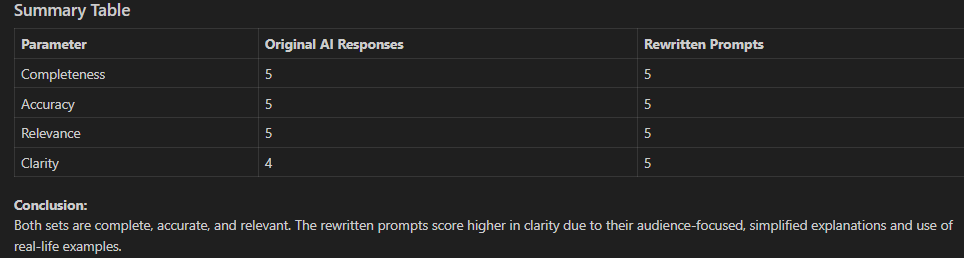 Summary Table
Parameter Original AI Responses Rewritten Prompts
Completeness 5 5
Accuracy 5 5
Relevance 5 5
Clarity 4 5
Conclusion:
Both sets are complete, accurate, and relevant. The rewritten prompts score higher in clarity due to their audience-focused, simplified explanations and use of
real-life examples.